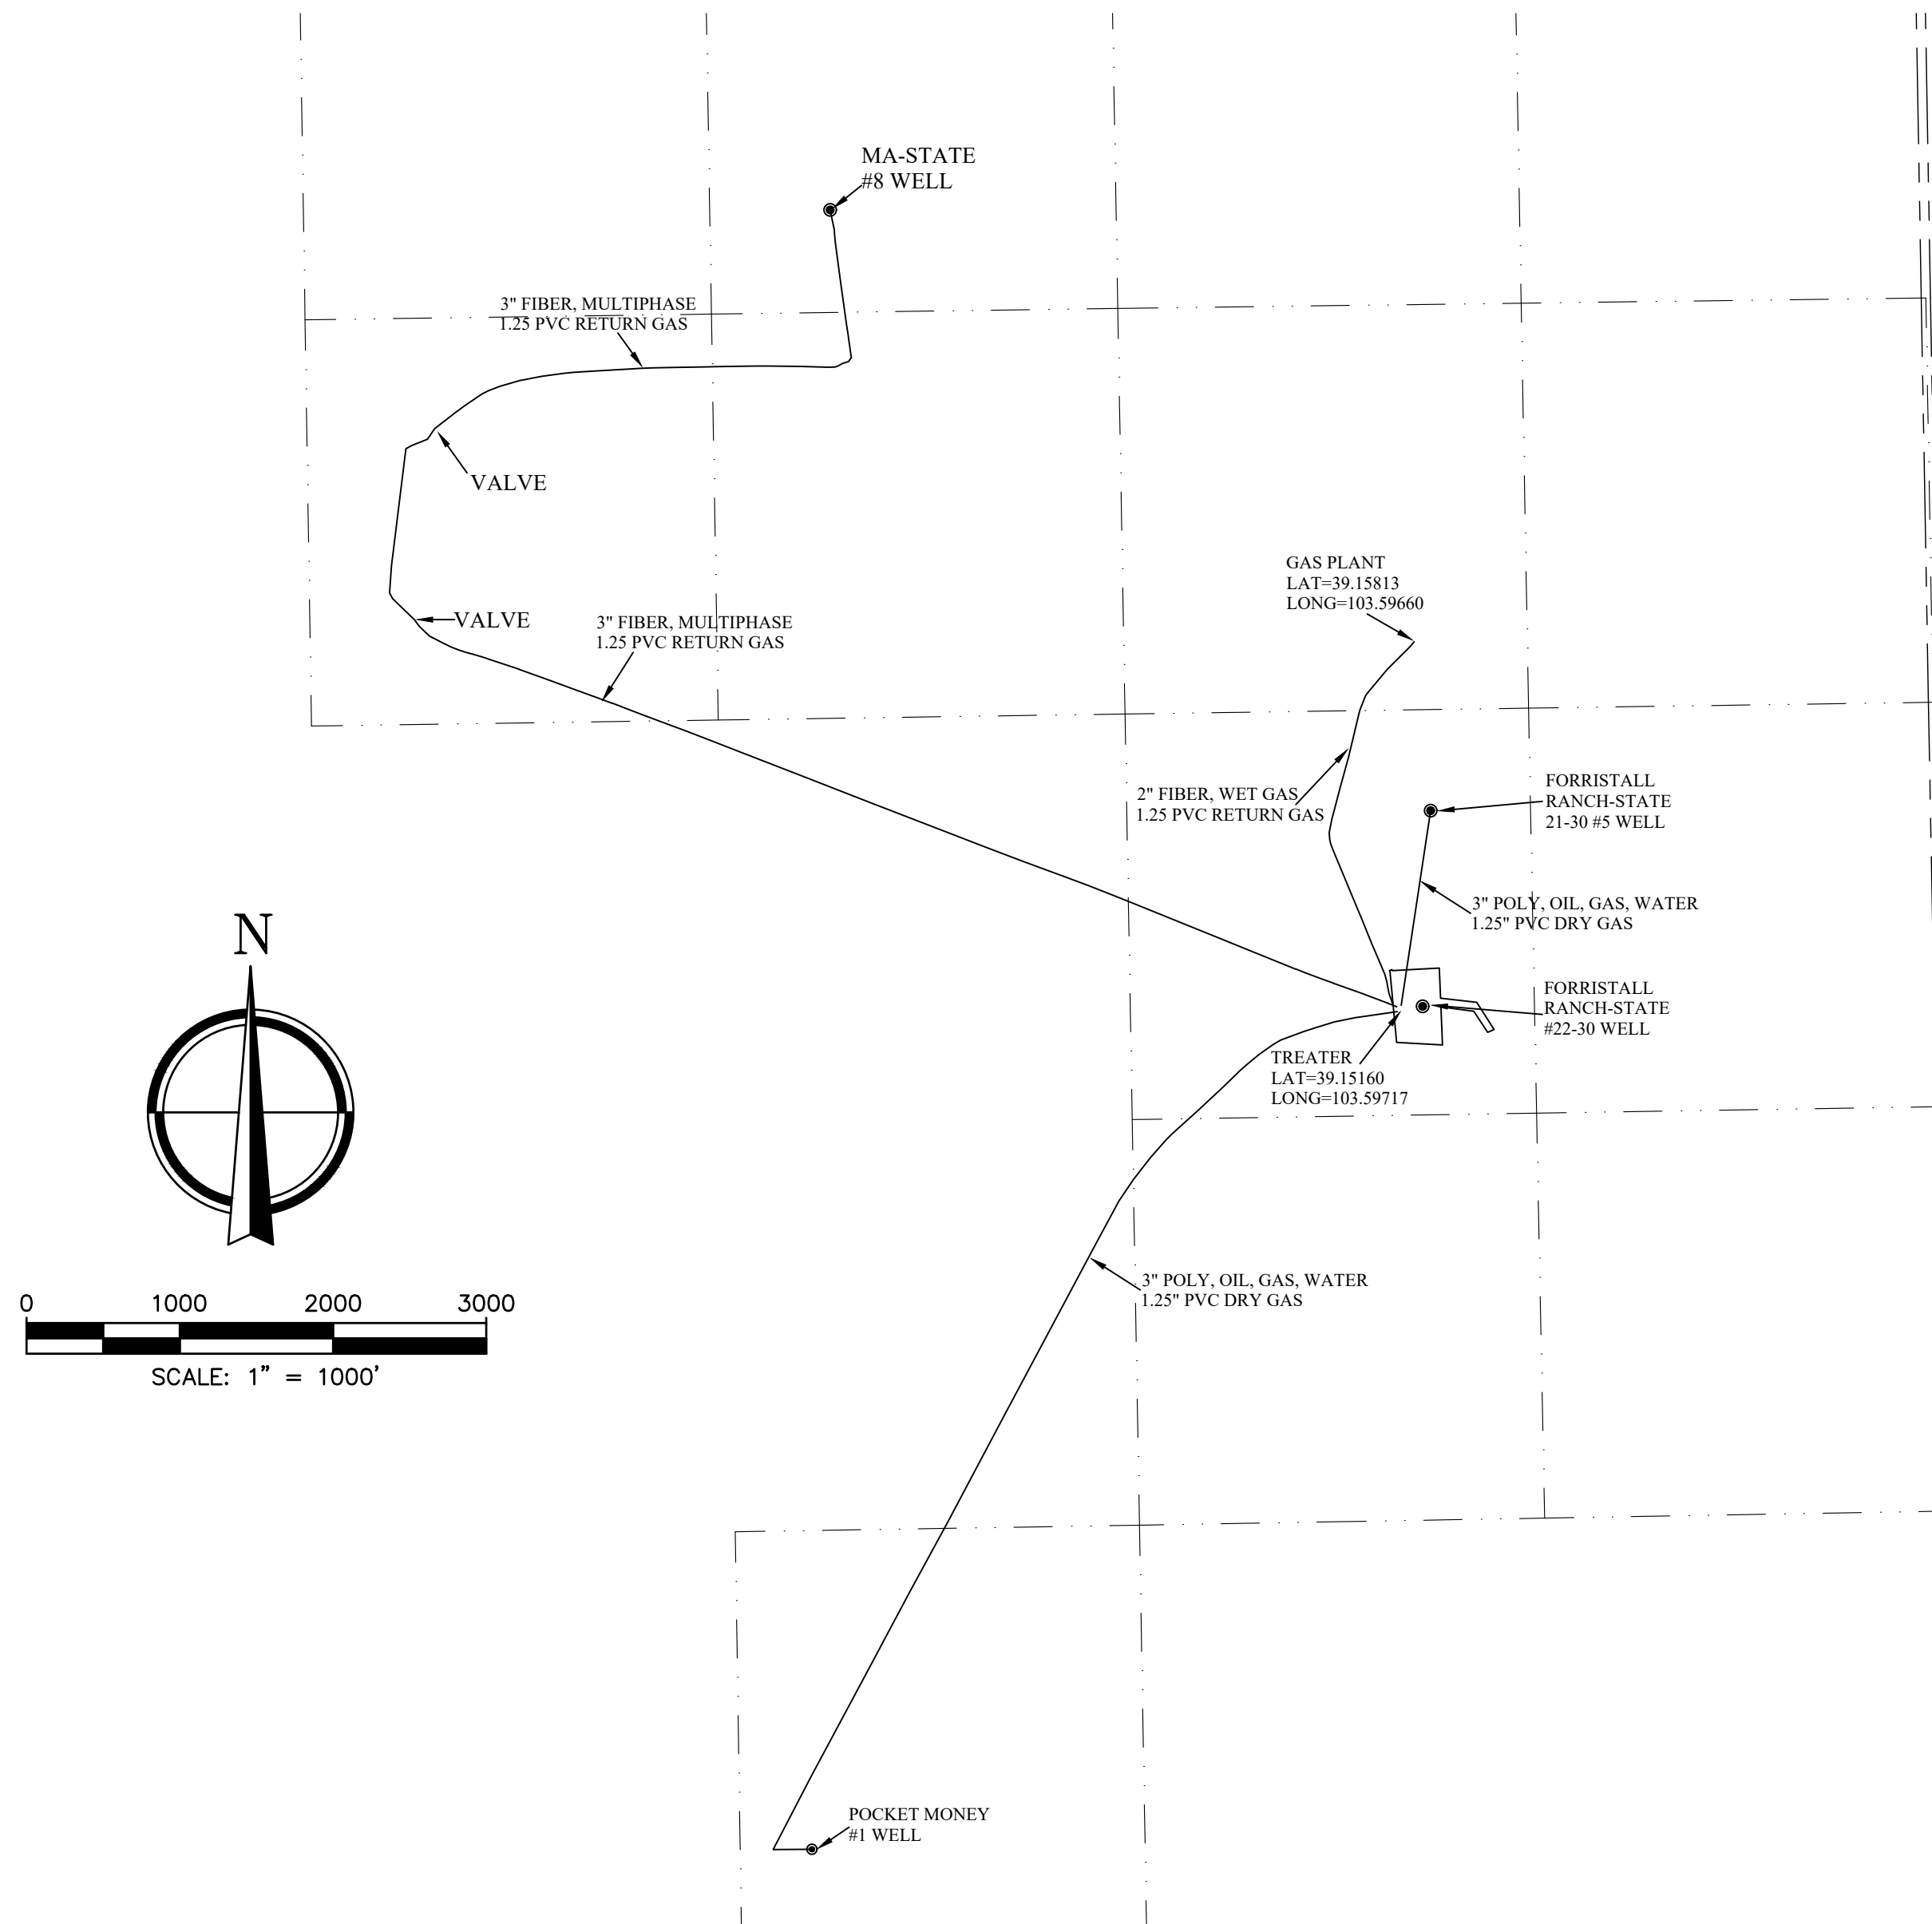 MA-STATE
#8 WELL
3" FIBER, MULTIPHASE
1.25 PVC RETURN GAS
VALVE
VALVE
3" FIBER, MULTIPHASE
1.25 PVC RETURN GAS
GAS PLANT
LAT=39.15813
LONG=103.59660
2" FIBER, WET GAS
1.25 PVC RETURN GAS
FORRISTALL
RANCH-STATE
21-30 #5 WELL
3" POLY, OIL, GAS, WATER
1.25" PVC DRY GAS
FORRISTALL
RANCH-STATE
#22-30 WELL
TREATER
LAT=39.15160
LONG=103.59717
N
0 1000 2000 3000
SCALE: 1" = 1000'
3" POLY, OIL, GAS, WATER
1.25" PVC DRY GAS
POCKET MONEY
#1 WELL